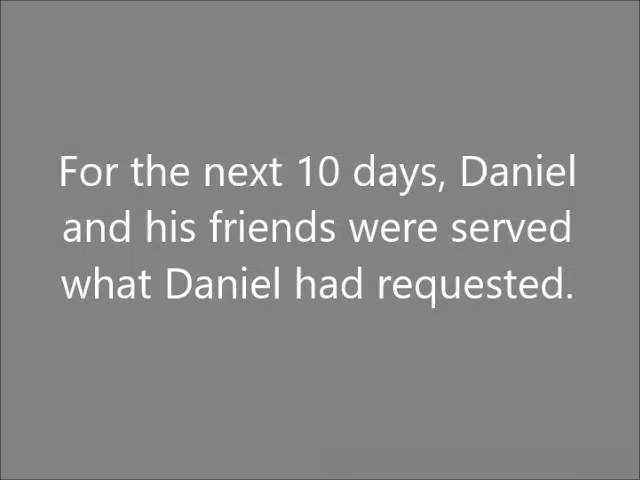 For the next 10 days, Daniel
and his friends were served
what Daniel had requested.